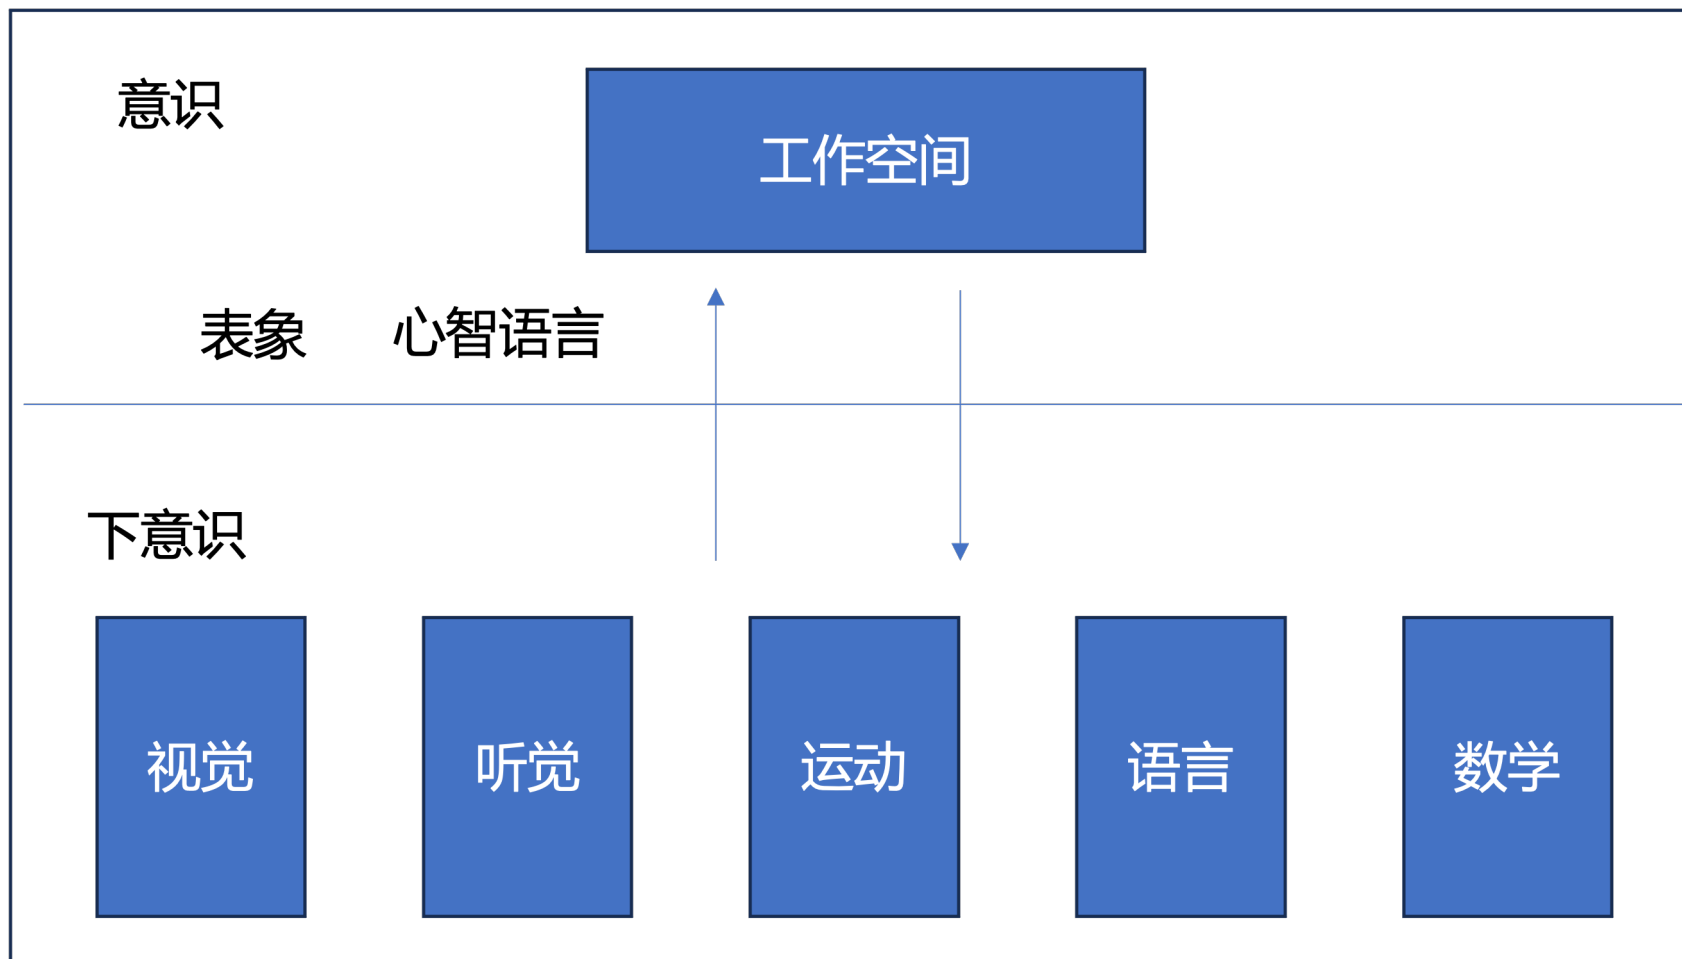 意识
工作空间
表象 心智语言
下意识
视觉
听觉
运动
语言
数学